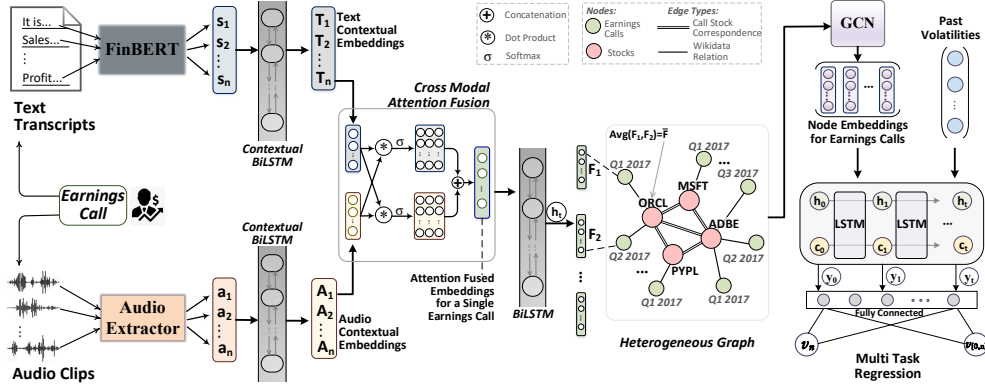 It is...
Sales...
Profit...
Text
Transcripts
FinBERT
s1
s2
sn
Contextual
BiLSTM
T1
T2
Tn
Text
Contextual
Embeddings
Earnings
Call
Audio Clips
Audio
Extractor
a1
a2
an
Contextual
BiLSTM
A1
A2
An
Audio
Contextual
Embeddings
Concatenation
Dot Product
σ Softmax
Nodes:
Earnings
Calls
Stocks
Edge Types:
Call Stock
Correspondence
Wikidata
Relation
Cross Modal
Attention Fusion
σ
σ
Attention Fused
Embeddings
for a Single
Earnings Call
BiLSTM
ht
F1
F2
Avg(F1,F2)=F̅
Q1 2017
Q1 2017
Q3 2017
MSFT
ORCL
ADBE
PYPL
Q2 2017
Q2 2017
Q1 2017
Q1 2017
Heterogeneous Graph
GCN
Past
Volatilities
Node Embeddings
for Earnings Calls
h0
h1
ht
LSTM
LSTM
c0
c1
ct
y0
y1
yt
Fully Connected
vn
v[0,n]
Multi Task
Regression